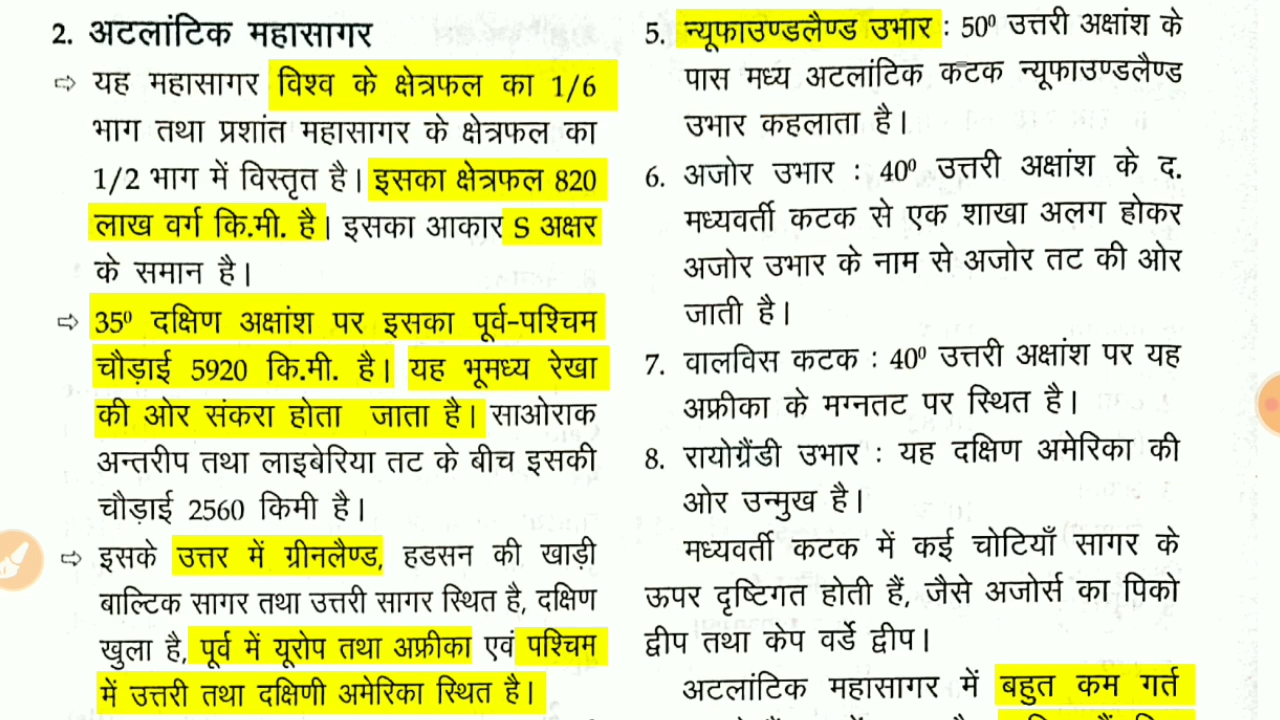 2. अटलांटिक महासागर
⇨ यह महासागर विश्व के क्षेत्रफल का 1/6
भाग तथा प्रशांत महासागर के क्षेत्रफल का
1/2 भाग में विस्तृत है। इसका क्षेत्रफल 820
लाख वर्ग कि.मी. है। इसका आकार S अक्षर
के समान है।
⇨ 35⁰ दक्षिण अक्षांश पर इसका पूर्व-पश्चिम
चौड़ाई 5920 कि.मी. है। यह भूमध्य रेखा
की ओर संकरा होता जाता है। साओराक
अन्तरीप तथा लाइबेरिया तट के बीच इसकी
चौड़ाई 2560 किमी है।
⇨ इसके उत्तर में ग्रीनलैण्ड, हडसन की खाड़ी
बाल्टिक सागर तथा उत्तरी सागर स्थित है, दक्षिण
खुला है, पूर्व में यूरोप तथा अफ्रीका एवं पश्चिम
में उत्तरी तथा दक्षिणी अमेरिका स्थित है।
5. न्यूफाउण्डलैण्ड उभार : 50⁰ उत्तरी अक्षांश के
पास मध्य अटलांटिक कटक न्यूफाउण्डलैण्ड
उभार कहलाता है।
6. अजोर उभार : 40⁰ उत्तरी अक्षांश के द.
मध्यवर्ती कटक से एक शाखा अलग होकर
अजोर उभार के नाम से अजोर तट की ओर
जाती है।
7. वालविस कटक : 40⁰ उत्तरी अक्षांश पर यह
अफ्रीका के मग्नतट पर स्थित है।
8. रायोग्रैंडी उभार : यह दक्षिण अमेरिका की
ओर उन्मुख है।
मध्यवर्ती कटक में कई चोटियाँ सागर के
ऊपर दृष्टिगत होती हैं, जैसे अजोर्स का पिको
द्वीप तथा केप वर्डे द्वीप।
अटलांटिक महासागर में बहुत कम गर्त